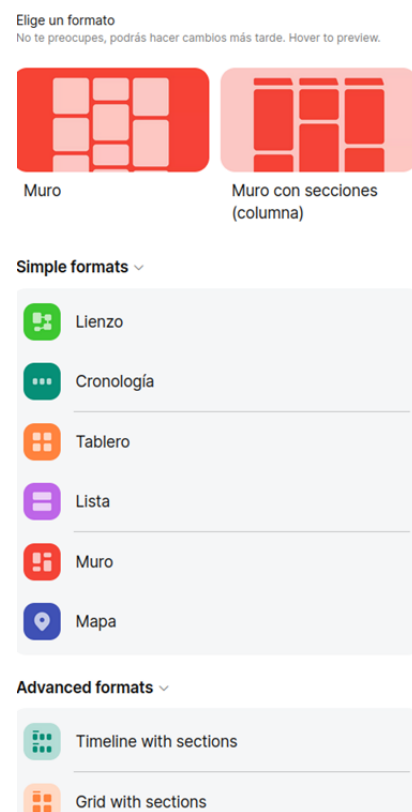 Elige un formato
No te preocupes, podrás hacer cambios más tarde. Hover to preview.
Muro
Muro con secciones
(columna)
Simple formats
Lienzo
Cronología
Tablero
Lista
Muro
Mapa
Advanced formats
Timeline with sections
Grid with sections